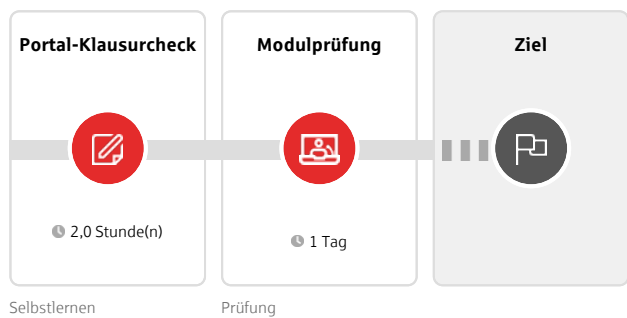 Portal-Klausurcheck
Modulprüfung
Ziel
2,0 Stunde(n)
1 Tag
Selbstlernen
Prüfung